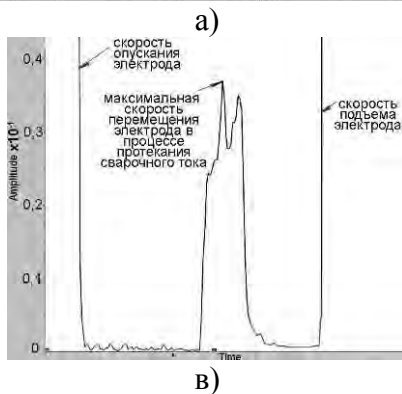 а)
0,4
скорость
опускания
электрода
максимальная
скорость
перемещения
электрода в
процессе
протекания
сварочного тока
скорость
подъема
электрода
Amplitude x10⁻¹
0,3
0,2
0,1
0
Time
в)